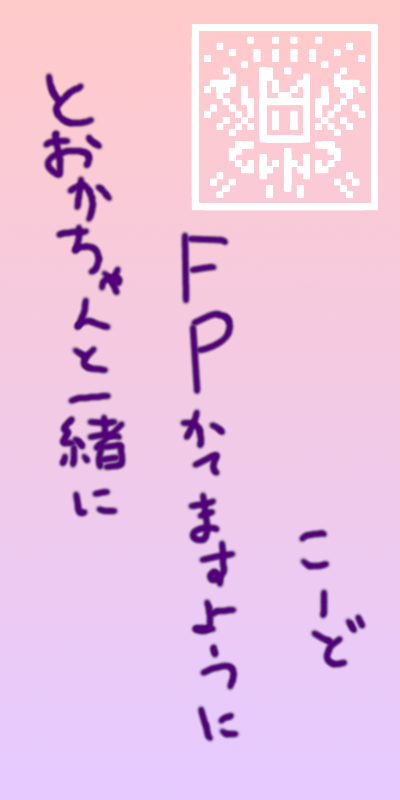 こーど
FPかてますように
とおかちゃんと一緒に